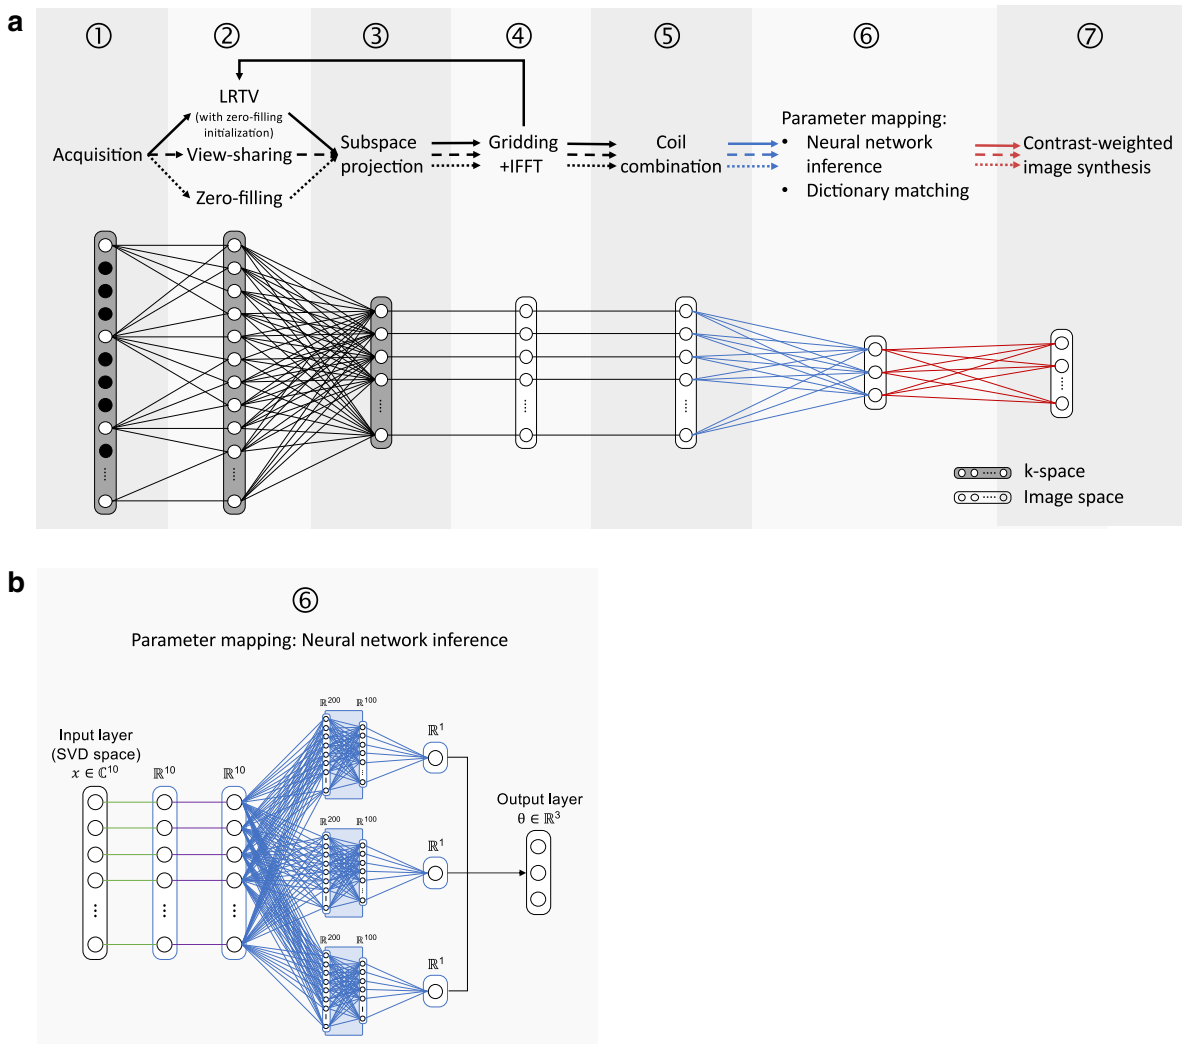 a
① ② ③ ④ ⑤ ⑥ ⑦
LRTV
(with zero-filling
initialization)
Acquisition
View-sharing
Zero-filling
Subspace
projection
Gridding
+IFFT
Coil
combination
Parameter mapping:
• Neural network
inference
• Dictionary matching
Contrast-weighted
image synthesis
k-space
Image space
b
⑥
Parameter mapping: Neural network inference
Input layer
(SVD space)
x ∈ ℂ¹⁰
ℝ¹⁰
ℝ¹⁰
ℝ²⁰⁰ ℝ¹⁰⁰
ℝ¹
ℝ²⁰⁰ ℝ¹⁰⁰
ℝ¹
ℝ²⁰⁰ ℝ¹⁰⁰
ℝ¹
Output layer
θ ∈ ℝ³